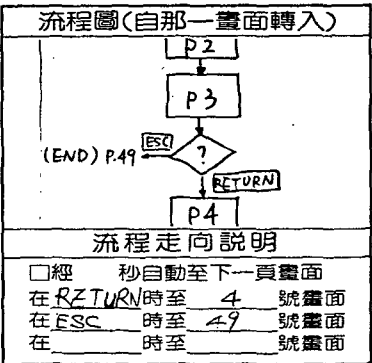 流程圖(自那一畫面轉入)
P2
P3
ESC
(END) P.49
?
RETURN
P4
流程走向說明
□經 秒自動至下一頁畫面
在RETURN時至 4 號畫面
在ESC 時至 49 號畫面
在 時至 號畫面